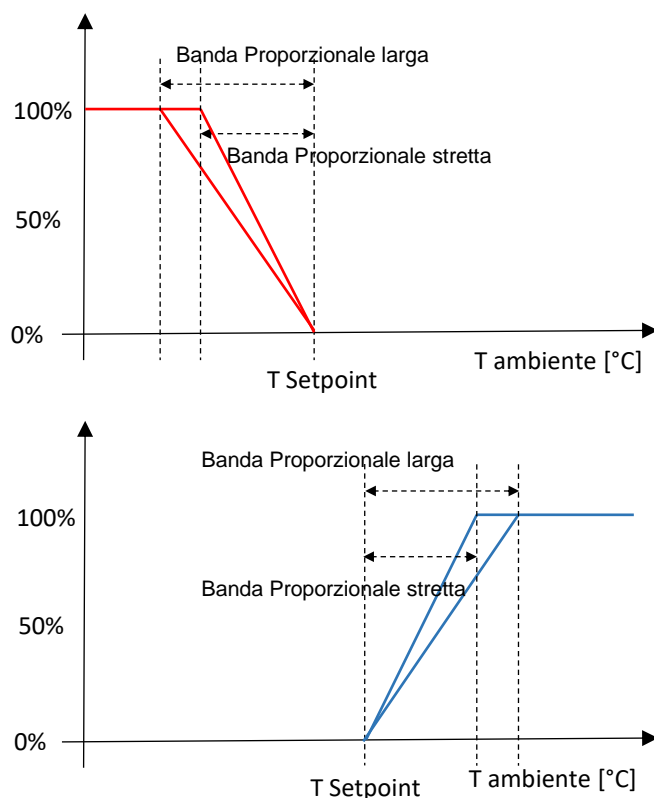 Banda Proporzionale larga
100%
Banda Proporzionale stretta
50%
0%
T Setpoint
T ambiente [°C]
Banda Proporzionale larga
100%
Banda Proporzionale stretta
50%
0%
T Setpoint
T ambiente [°C]